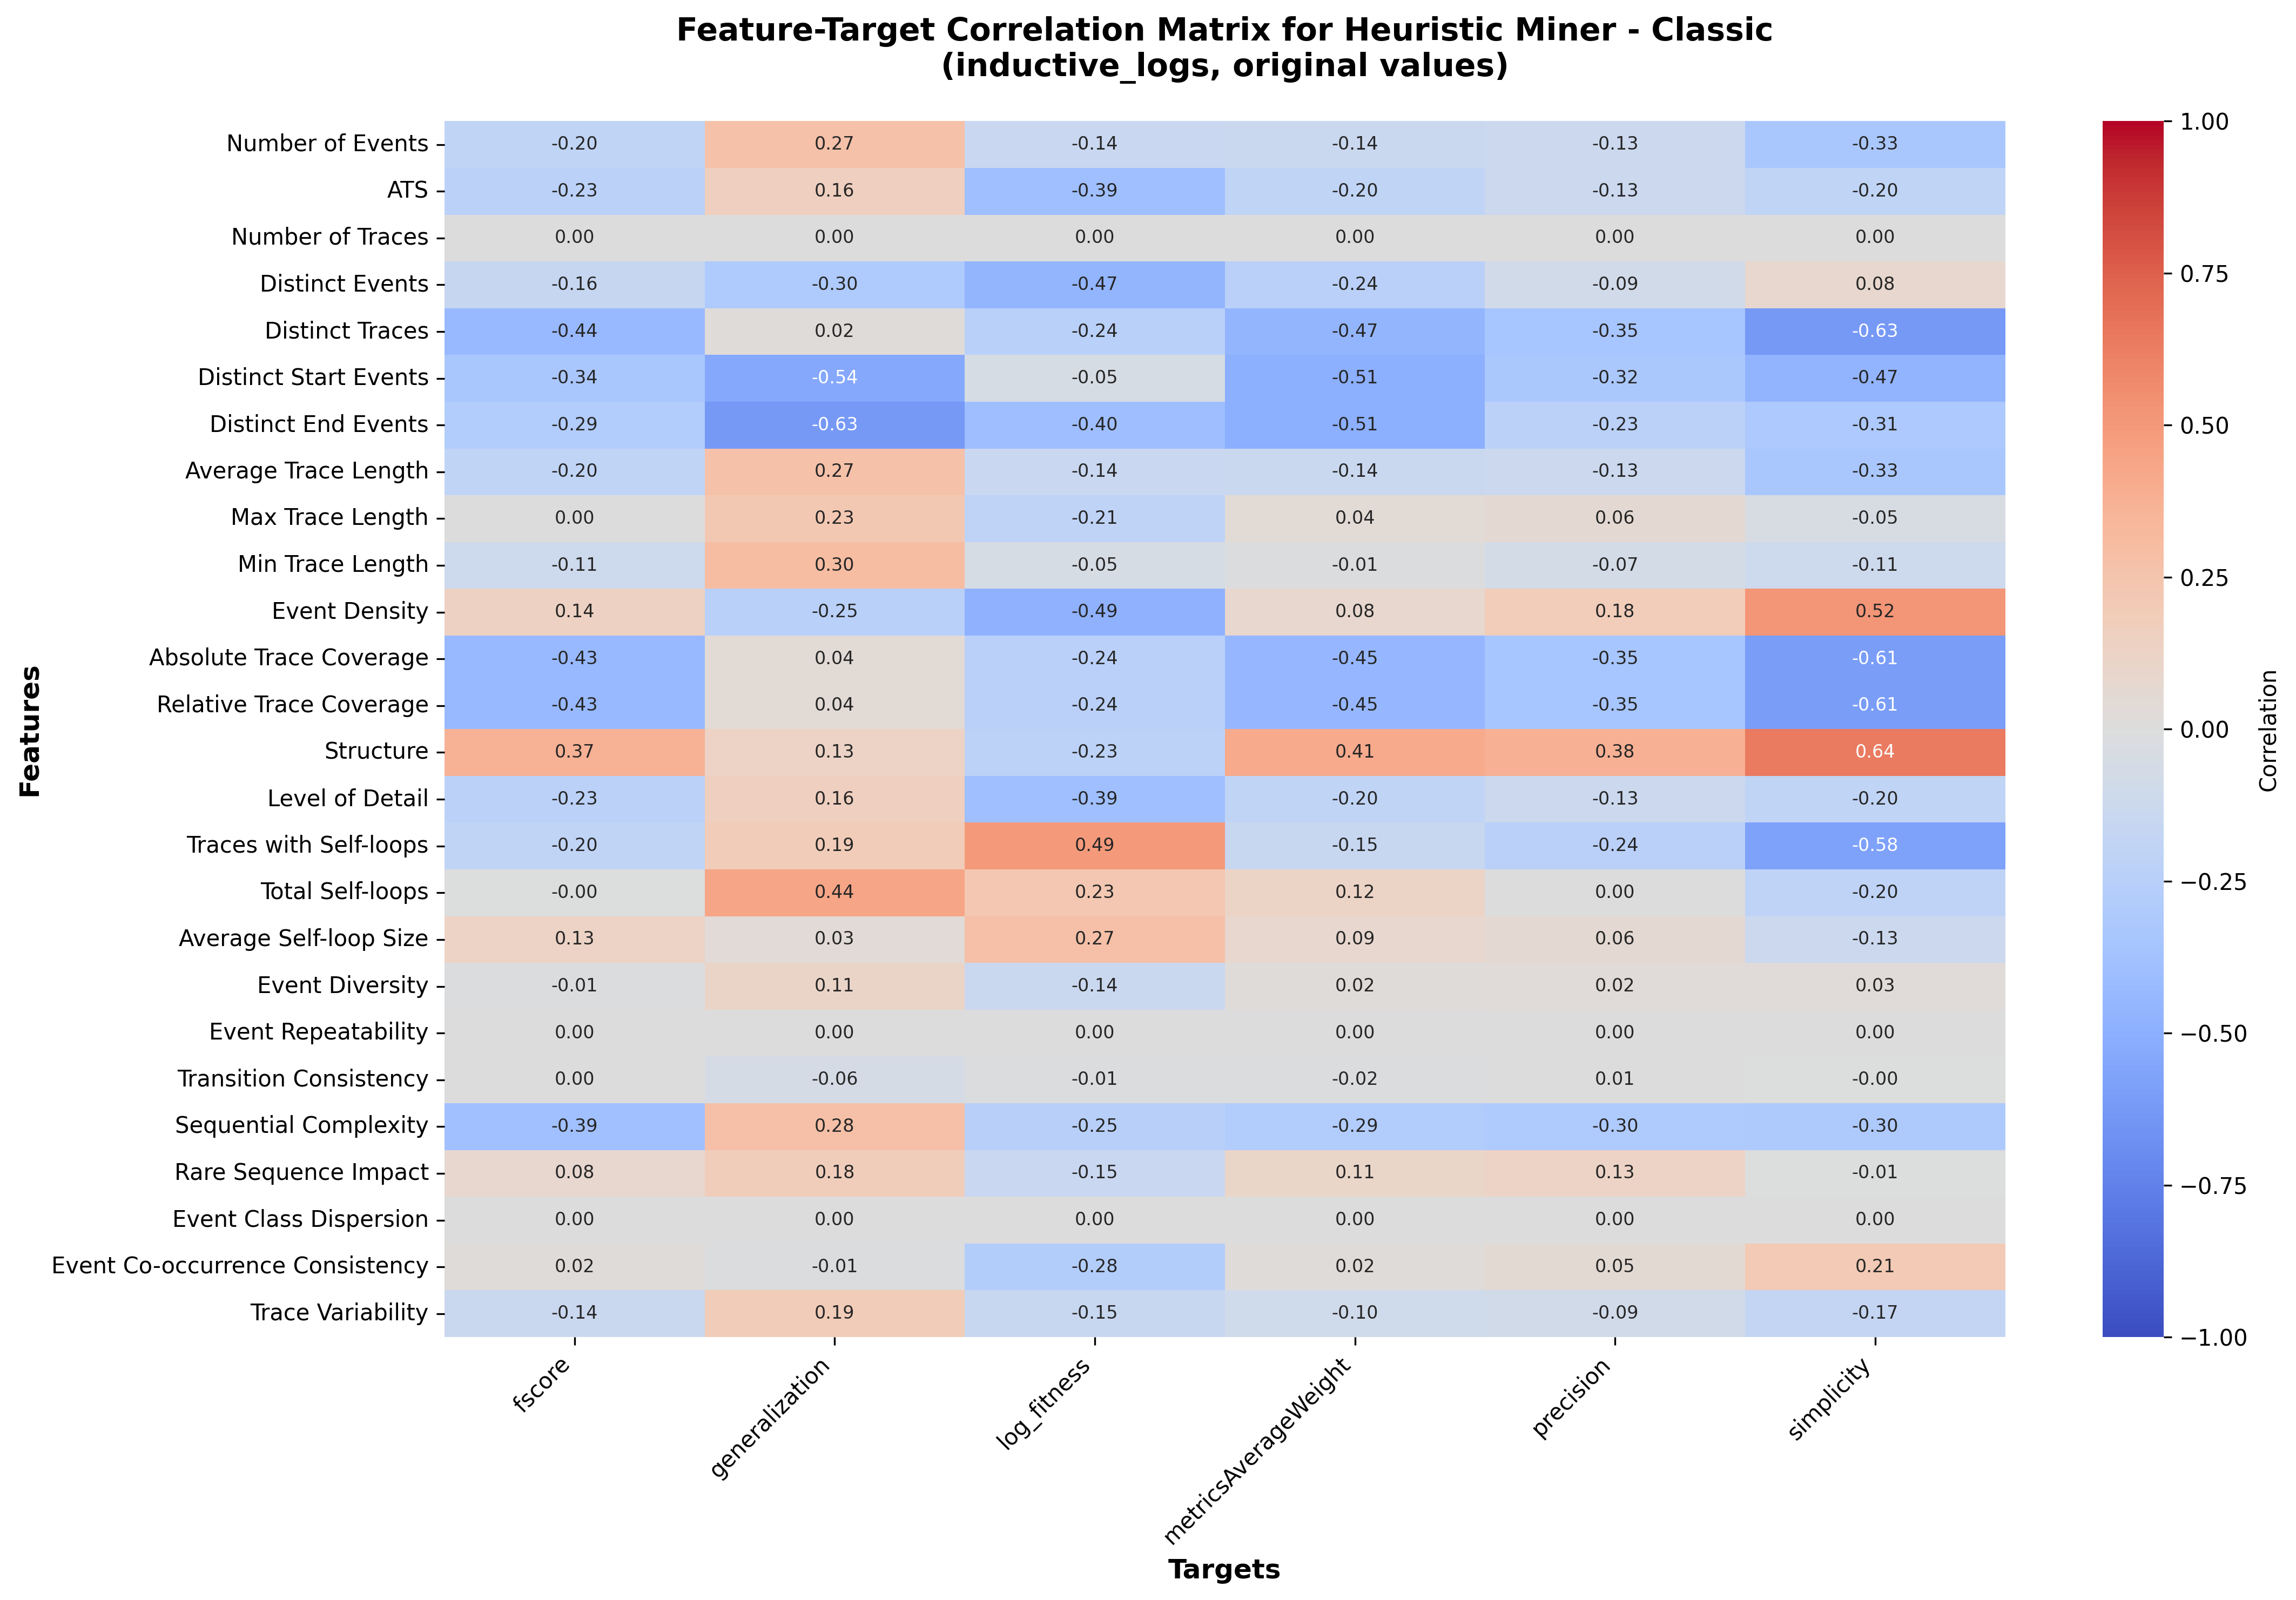 Feature-Target Correlation Matrix for Heuristic Miner - Classic
(inductive_logs, original values)
Features
Number of Events -0.20 0.27 -0.14 -0.14 -0.13 -0.33
ATS -0.23 0.16 -0.39 -0.20 -0.13 -0.20
Number of Traces 0.00 0.00 0.00 0.00 0.00 0.00
Distinct Events -0.16 -0.30 -0.47 -0.24 -0.09 0.08
Distinct Traces -0.44 0.02 -0.24 -0.47 -0.35 -0.63
Distinct Start Events -0.34 -0.54 -0.05 -0.51 -0.32 -0.47
Distinct End Events -0.29 -0.63 -0.40 -0.51 -0.23 -0.31
Average Trace Length -0.20 0.27 -0.14 -0.14 -0.13 -0.33
Max Trace Length 0.00 0.23 -0.21 0.04 0.06 -0.05
Min Trace Length -0.11 0.30 -0.05 -0.01 -0.07 -0.11
Event Density 0.14 -0.25 -0.49 0.08 0.18 0.52
Absolute Trace Coverage -0.43 0.04 -0.24 -0.45 -0.35 -0.61
Relative Trace Coverage -0.43 0.04 -0.24 -0.45 -0.35 -0.61
Structure 0.37 0.13 -0.23 0.41 0.38 0.64
Level of Detail -0.23 0.16 -0.39 -0.20 -0.13 -0.20
Traces with Self-loops -0.20 0.19 0.49 -0.15 -0.24 -0.58
Total Self-loops -0.00 0.44 0.23 0.12 0.00 -0.20
Average Self-loop Size 0.13 0.03 0.27 0.09 0.06 -0.13
Event Diversity -0.01 0.11 -0.14 0.02 0.02 0.03
Event Repeatability 0.00 0.00 0.00 0.00 0.00 0.00
Transition Consistency 0.00 -0.06 -0.01 -0.02 0.01 -0.00
Sequential Complexity -0.39 0.28 -0.25 -0.29 -0.30 -0.30
Rare Sequence Impact 0.08 0.18 -0.15 0.11 0.13 -0.01
Event Class Dispersion 0.00 0.00 0.00 0.00 0.00 0.00
Event Co-occurrence Consistency 0.02 -0.01 -0.28 0.02 0.05 0.21
Trace Variability -0.14 0.19 -0.15 -0.10 -0.09 -0.17
fscore generalization log_fitness metricsAverageWeight precision simplicity
Targets
1.00
0.75
0.50
0.25
0.00
−0.25
−0.50
−0.75
−1.00
Correlation